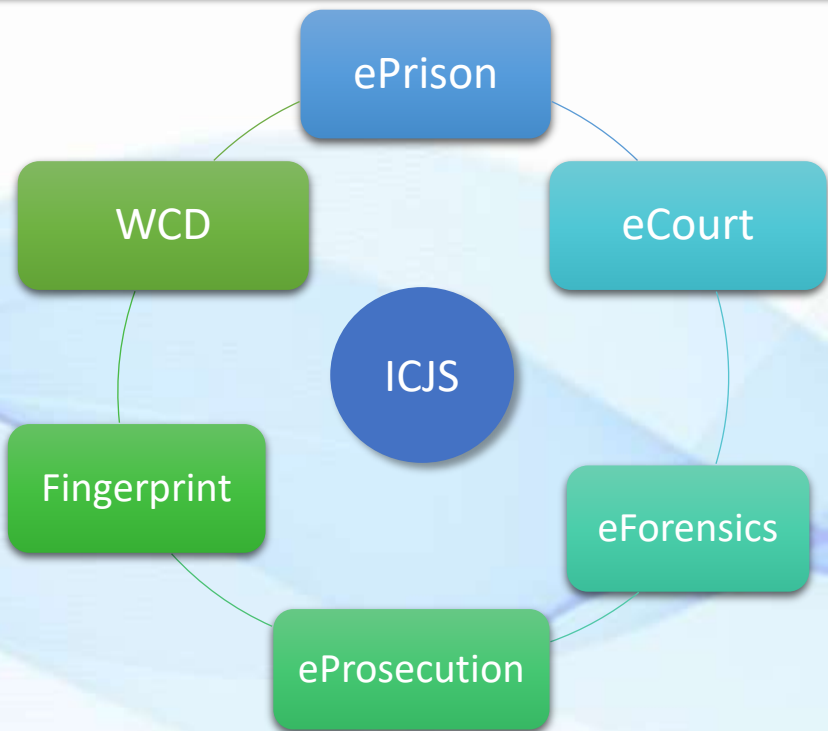 ePrison
WCD
eCourt
ICJS
Fingerprint
eForensics
eProsecution